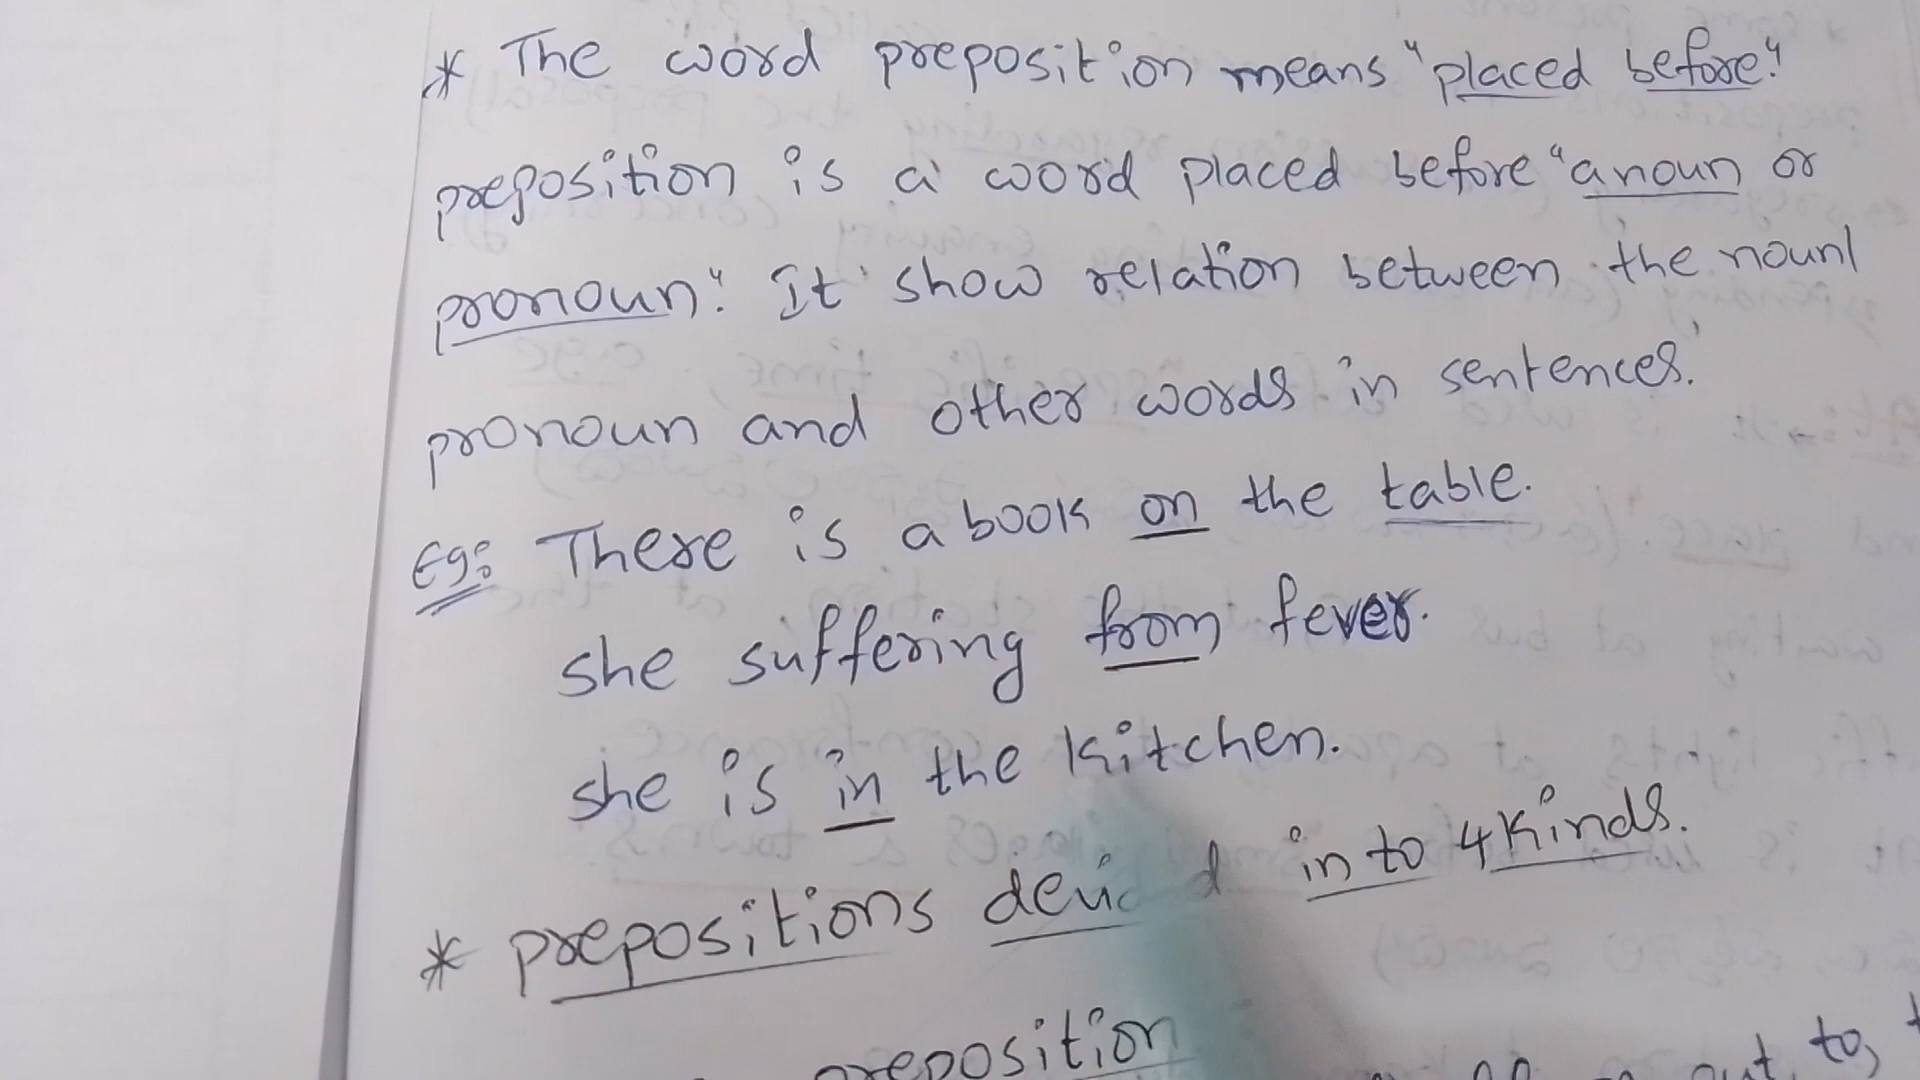 * The word preposition means "placed before."
preposition is a word placed before "a noun or
pronoun". It show relation between the noun/
pronoun and other words in sentences.
Eg: There is a book on the table.
she suffering from fever.
she is in the kitchen.
* prepositions in to 4 kinds.
preposition
out, to,